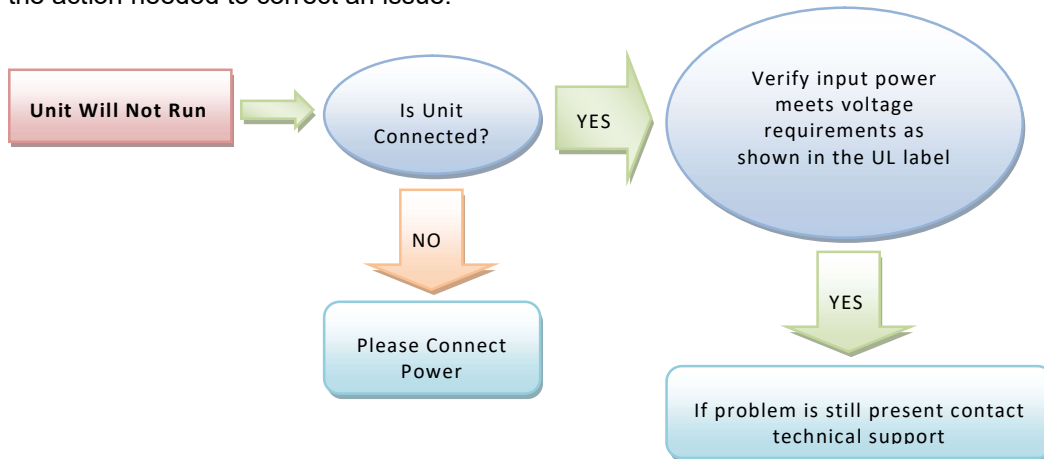 the action needed to correct an issue.
Unit Will Not Run
Is Unit
Connected?
YES
Verify input power
meets voltage
requirements as
shown in the UL label
NO
YES
Please Connect
Power
If problem is still present contact
technical support